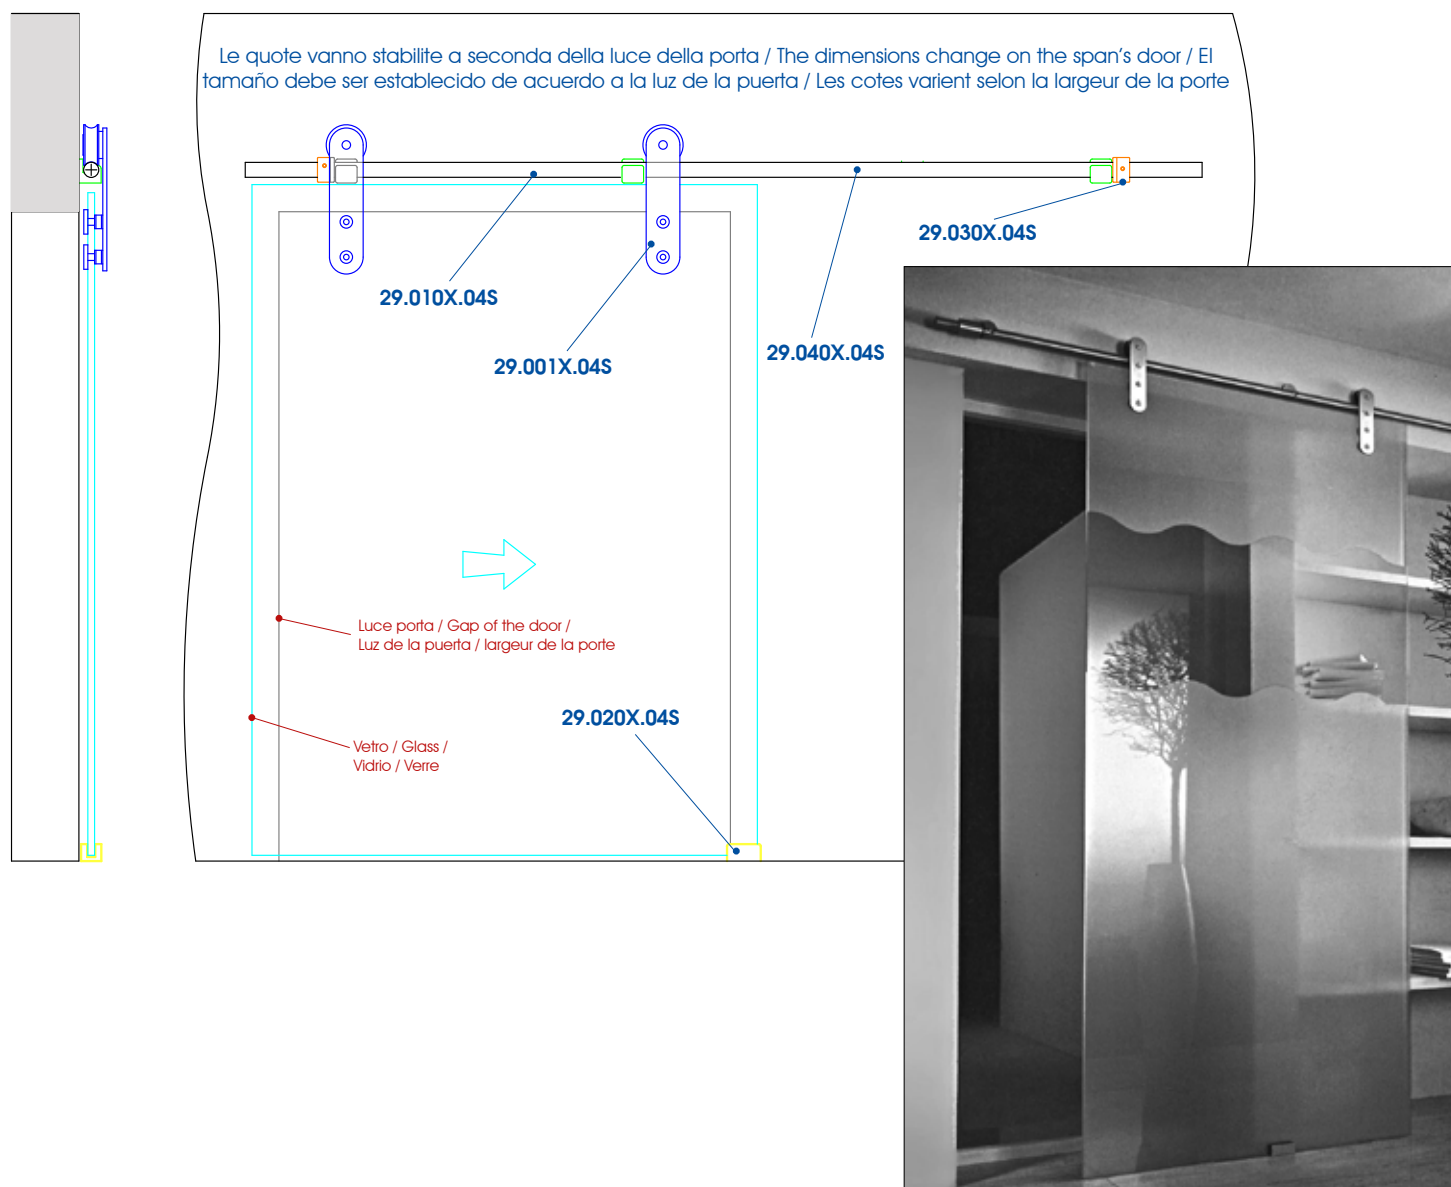 Le quote vanno stabilite a seconda della luce della porta / The dimensions change on the span's door / El
tamaño debe ser establecido de acuerdo a la luz de la puerta / Les cotes varient selon la largeur de la porte
29.030X.04S
29.010X.04S
29.040X.04S
29.001X.04S
Luce porta / Gap of the door /
Luz de la puerta / largeur de la porte
29.020X.04S
Vetro / Glass /
Vidrio / Verre